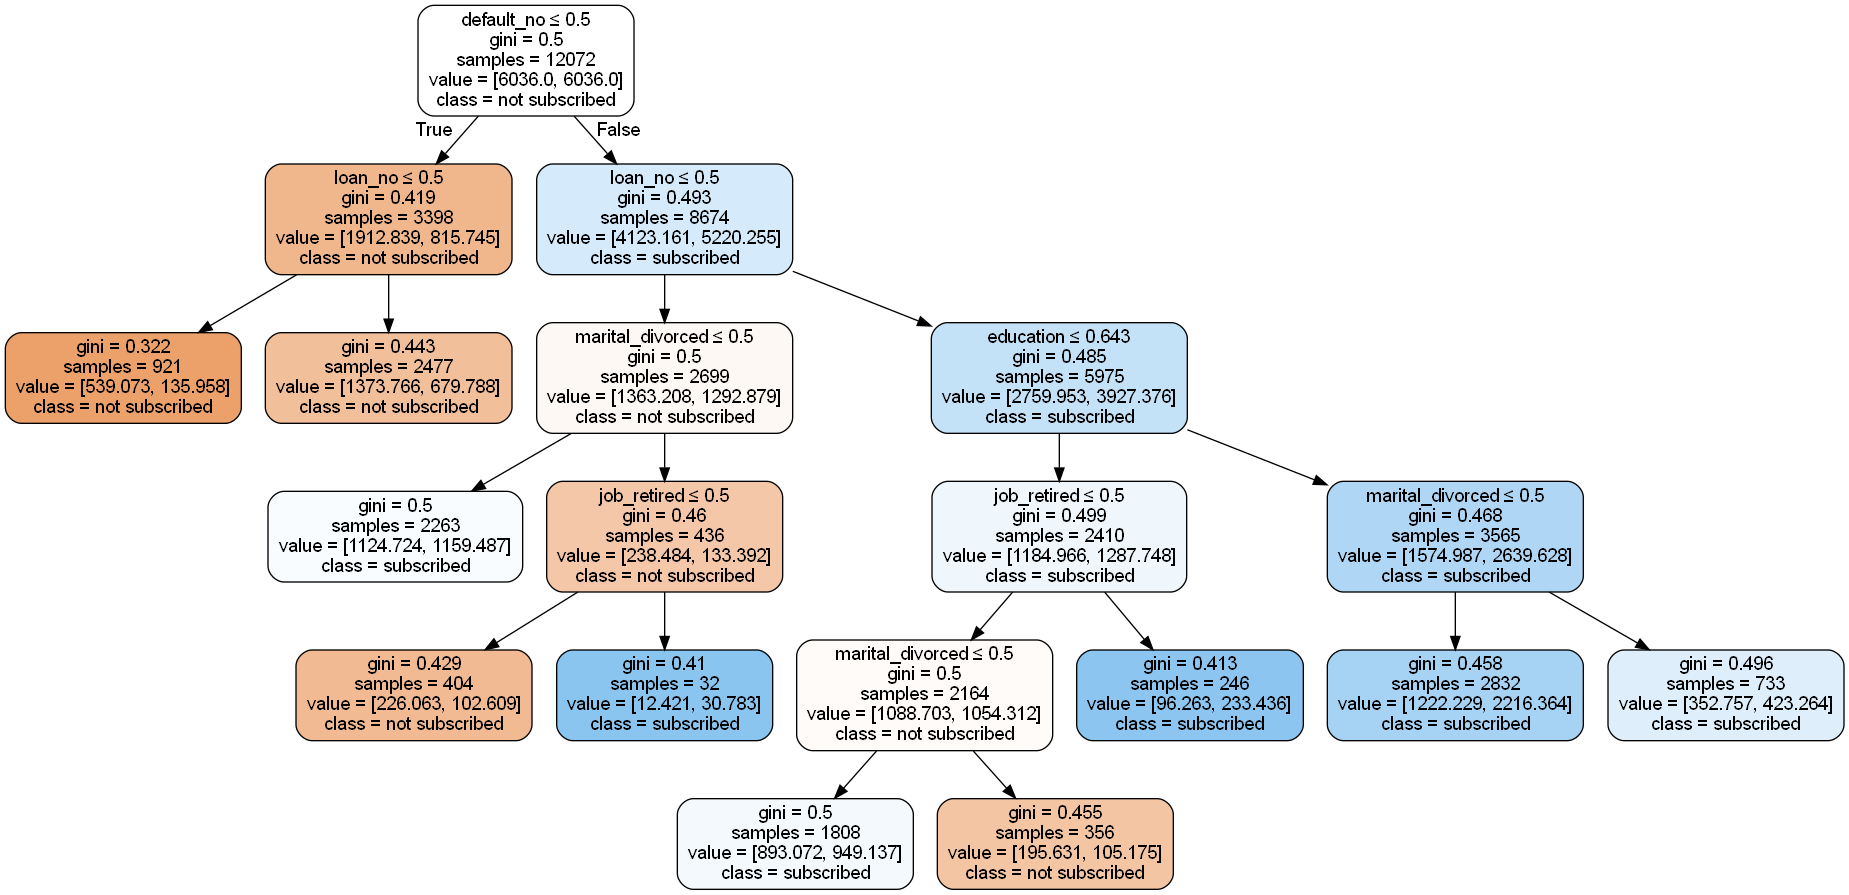 default_no ≤ 0.5
gini = 0.5
samples = 12072
value = [6036.0, 6036.0]
class = not subscribed
True
False
loan_no ≤ 0.5
gini = 0.419
samples = 3398
value = [1912.839, 815.745]
class = not subscribed
loan_no ≤ 0.5
gini = 0.493
samples = 8674
value = [4123.161, 5220.255]
class = subscribed
gini = 0.322
samples = 921
value = [539.073, 135.958]
class = not subscribed
gini = 0.443
samples = 2477
value = [1373.766, 679.788]
class = not subscribed
marital_divorced ≤ 0.5
gini = 0.5
samples = 2699
value = [1363.208, 1292.879]
class = not subscribed
education ≤ 0.643
gini = 0.485
samples = 5975
value = [2759.953, 3927.376]
class = subscribed
gini = 0.5
samples = 2263
value = [1124.724, 1159.487]
class = subscribed
job_retired ≤ 0.5
gini = 0.46
samples = 436
value = [238.484, 133.392]
class = not subscribed
job_retired ≤ 0.5
gini = 0.499
samples = 2410
value = [1184.966, 1287.748]
class = subscribed
marital_divorced ≤ 0.5
gini = 0.468
samples = 3565
value = [1574.987, 2639.628]
class = subscribed
gini = 0.429
samples = 404
value = [226.063, 102.609]
class = not subscribed
gini = 0.41
samples = 32
value = [12.421, 30.783]
class = subscribed
marital_divorced ≤ 0.5
gini = 0.5
samples = 2164
value = [1088.703, 1054.312]
class = not subscribed
gini = 0.413
samples = 246
value = [96.263, 233.436]
class = subscribed
gini = 0.458
samples = 2832
value = [1222.229, 2216.364]
class = subscribed
gini = 0.496
samples = 733
value = [352.757, 423.264]
class = subscribed
gini = 0.5
samples = 1808
value = [893.072, 949.137]
class = subscribed
gini = 0.455
samples = 356
value = [195.631, 105.175]
class = not subscribed